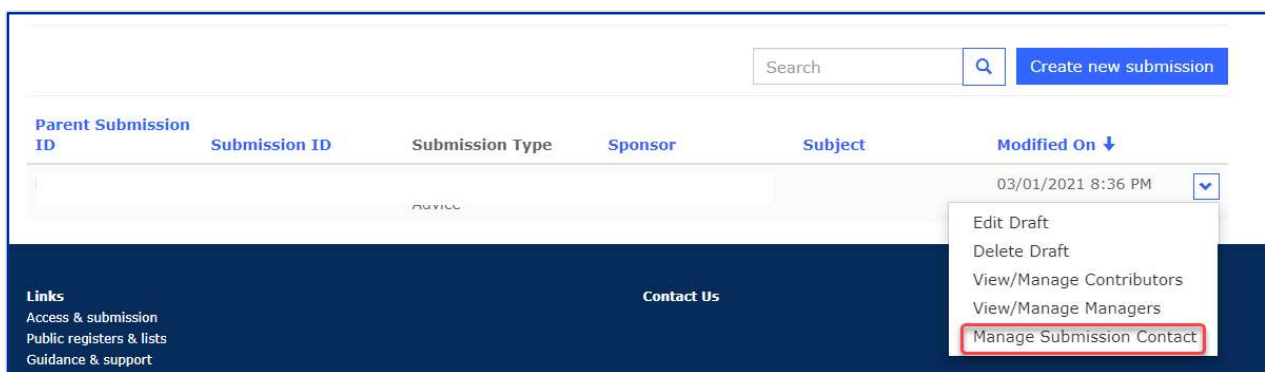 Search
Create new submission
Parent Submission ID
Submission ID
Submission Type
Sponsor
Subject
Modified On
03/01/2021 8:36 PM
Edit Draft
Delete Draft
View/Manage Contributors
View/Manage Managers
Manage Submission Contact
Links
Access & submission
Public registers & lists
Guidance & support
Contact Us